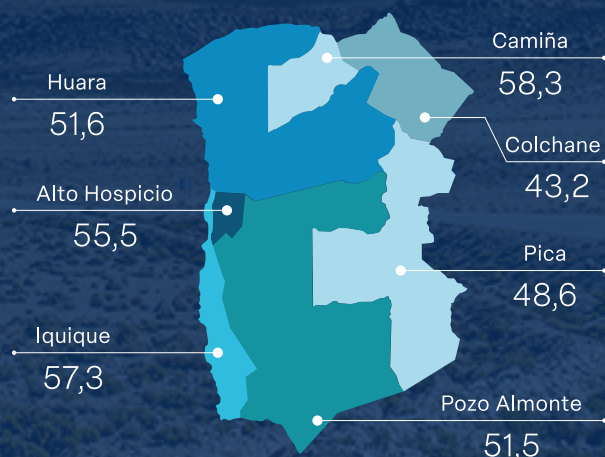 Camiña
58,3
Huara
51,6
Colchane
43,2
Alto Hospicio
55,5
Pica
48,6
Iquique
57,3
Pozo Almonte
51,5